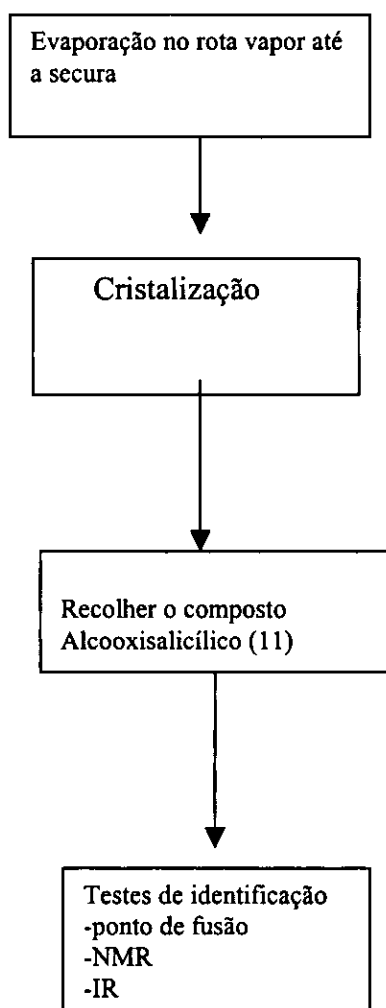 Evaporação no rota vapor até
a secura
Cristalização
Recolher o composto
Alcooxisalicílico (11)
Testes de identificação
-ponto de fusão
-NMR
-IR